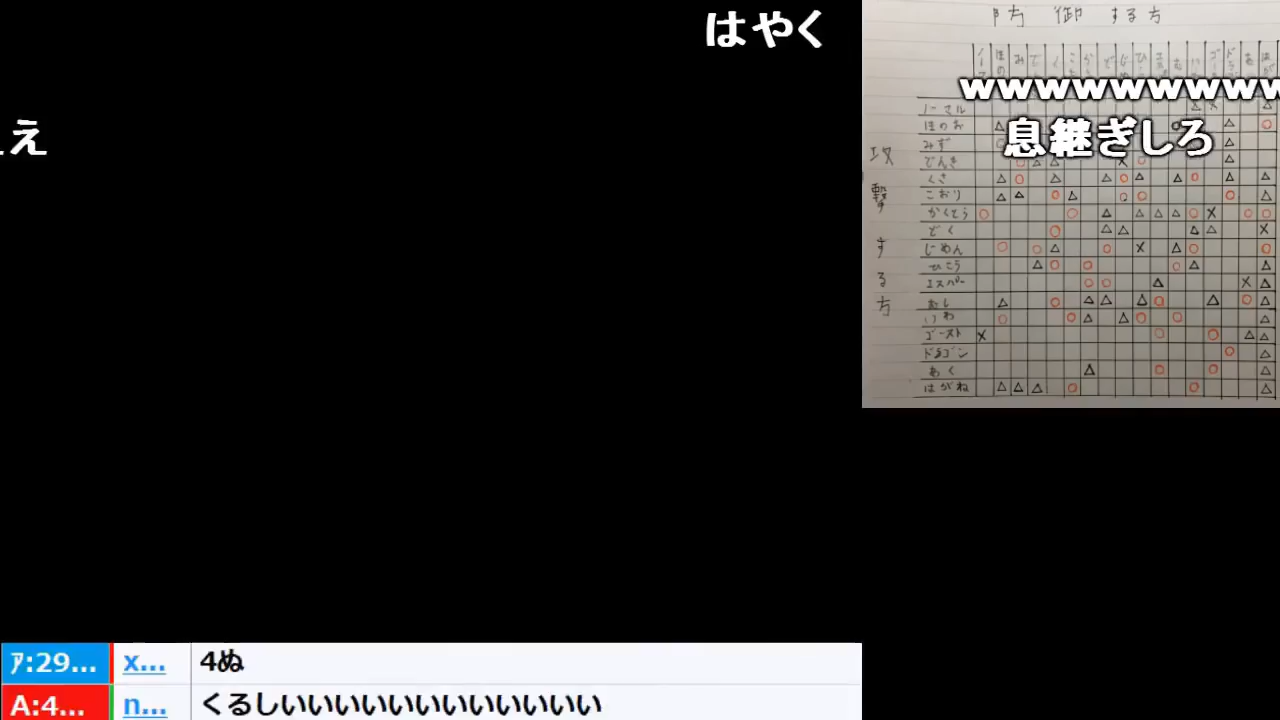 はやく
え
wwwwwwwwww
息継ぎしろ
防御する方
攻撃する方
ノーマル
ほのお
みず
でんき
くさ
こおり
かくとう
どく
じめん
ひこう
エスパー
むし
いわ
ゴースト
ドラゴン
あく
はがね
ｱ:29... x... 4ぬ
A:4... n... くるしいいいいいいいいいいいい